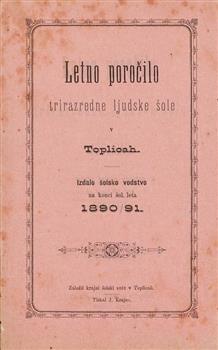 Letno poročilo
trirazredne ljudske šole
v
Toplicah.
Izdalo šolsko vodstvo
na konci šol. leta
1890/91.
Založil krajni šolski svèt v Toplicah.
Tiskal J. Krajec.